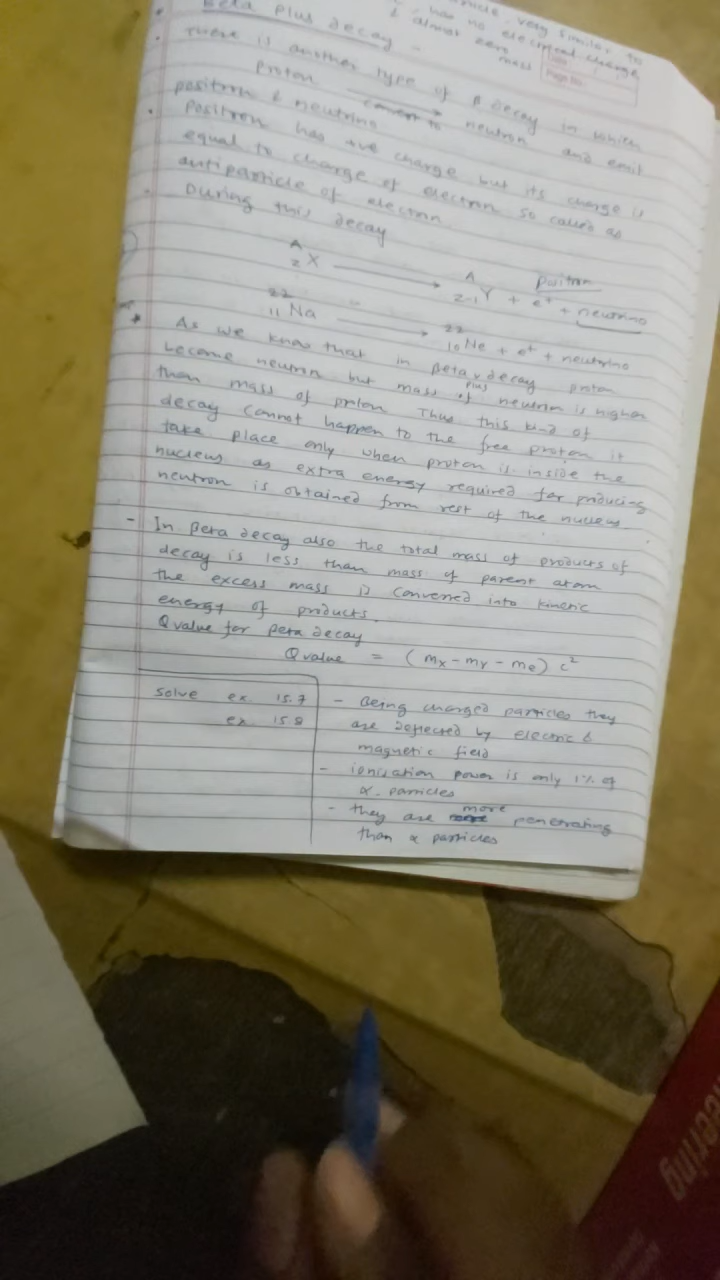 very similar to
has no electrical charge
& almost zero
mass
Page No.
Beta plus decay -
There is another type of β decay in which
proton convert to neutron and emit
positron & neutrino
Positron has +ve charge but its charge is
equal to charge of electron so called as
antiparticle of electron
During this decay
A
Z X → A
Z-1 Y + e+ + neutrino
positron
22
11 Na → 22
10 Ne + e+ + neutrino
As we know that in beta plus decay proton
become neutron but mass of neutron is higher
than mass of proton Thus this kind of
decay cannot happen to the free proton it
take place only when proton is inside the
nucleus as extra energy required for producing
neutron is obtained from rest of the nucleus
- In beta decay also the total mass of products of
decay is less than mass of parent atom
the excess mass is converted into kinetic
energy of products.
Q value for beta decay
Q value = (mx - my - me) c²
solve ex. 15.7
ex 15.8
- Being charged particles they
are deflected by electric &
magnetic field
- ionisation power is only 1% of
α. particles
- they are more penetrating
than α particles